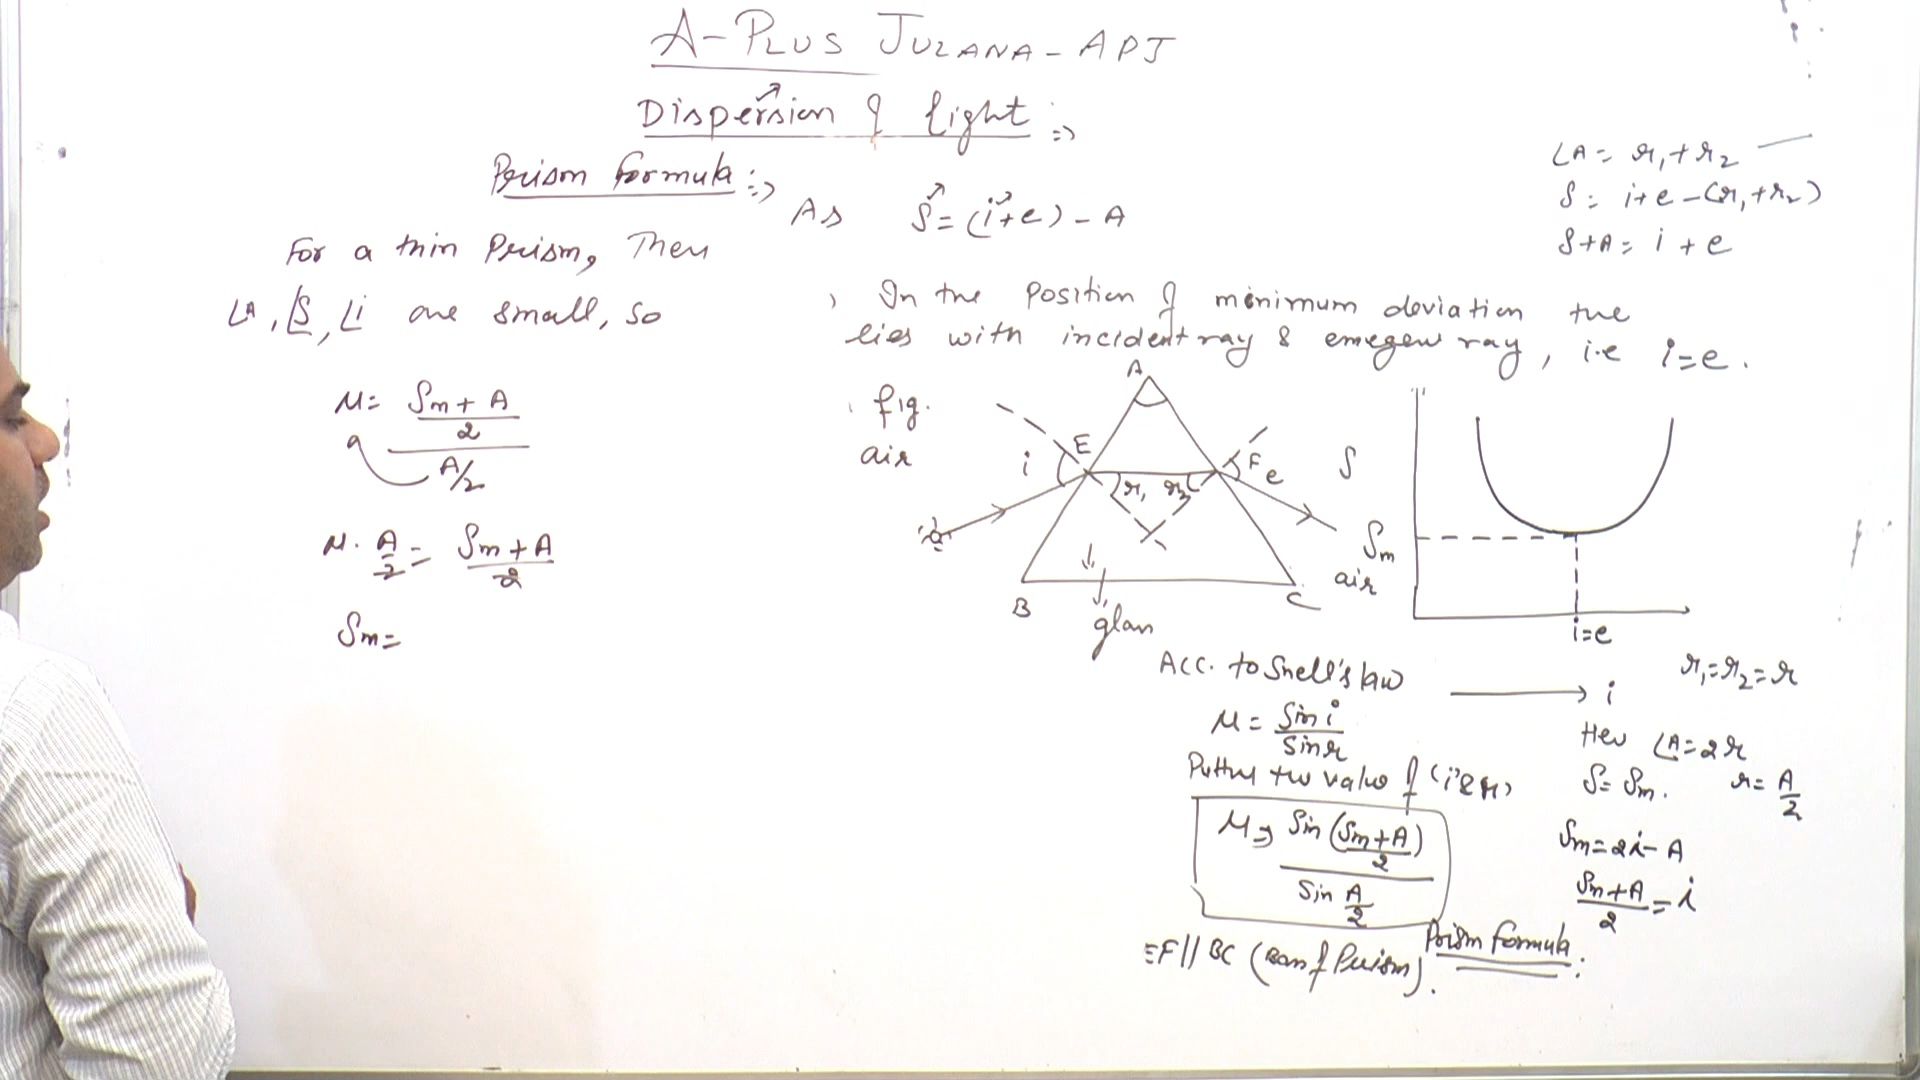 A-PLUS JULANA-APJ
Dispersion of light :⇒
Prism formula :⇒
As δ = (i+e) - A
∠A = r₁+r₂
δ = i+e-(r₁+r₂)
δ+A = i+e
For a thin Prism, Then
∠A, ∠δ, ∠i are small, so
μ = ((δm+A)/2)/(A/2)
μ. A/2 = (δm+A)/2
δm=
In the position of minimum deviation the
lies with incident ray & emegen ray, i.e i=e.
fig.
air
A
E
i
r₁ r₂
F
e
B
C
glass
air
δ
δm
i=e
i
r₁=r₂=r
Acc. to Snell's law
μ = Sin i/Sin r
Putting the value of (i & r)
μ ⇒ Sin((δm+A)/2)/Sin A/2
Prism formula :
EF // BC (Base of Prism).
∠A=2r
δ= δm.
r= A/2
δm=2i-A
(δm+A)/2 = i